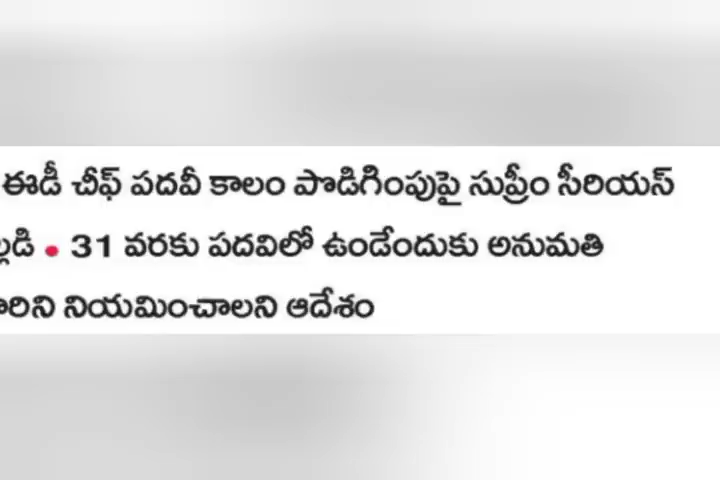 ఈడీ చీఫ్ పదవీ కాలం పొడిగింపుపై సుప్రీం సీరియస్
• 31 వరకు పదవిలో ఉండేందుకు అనుమతి
నియమించాలని ఆదేశం